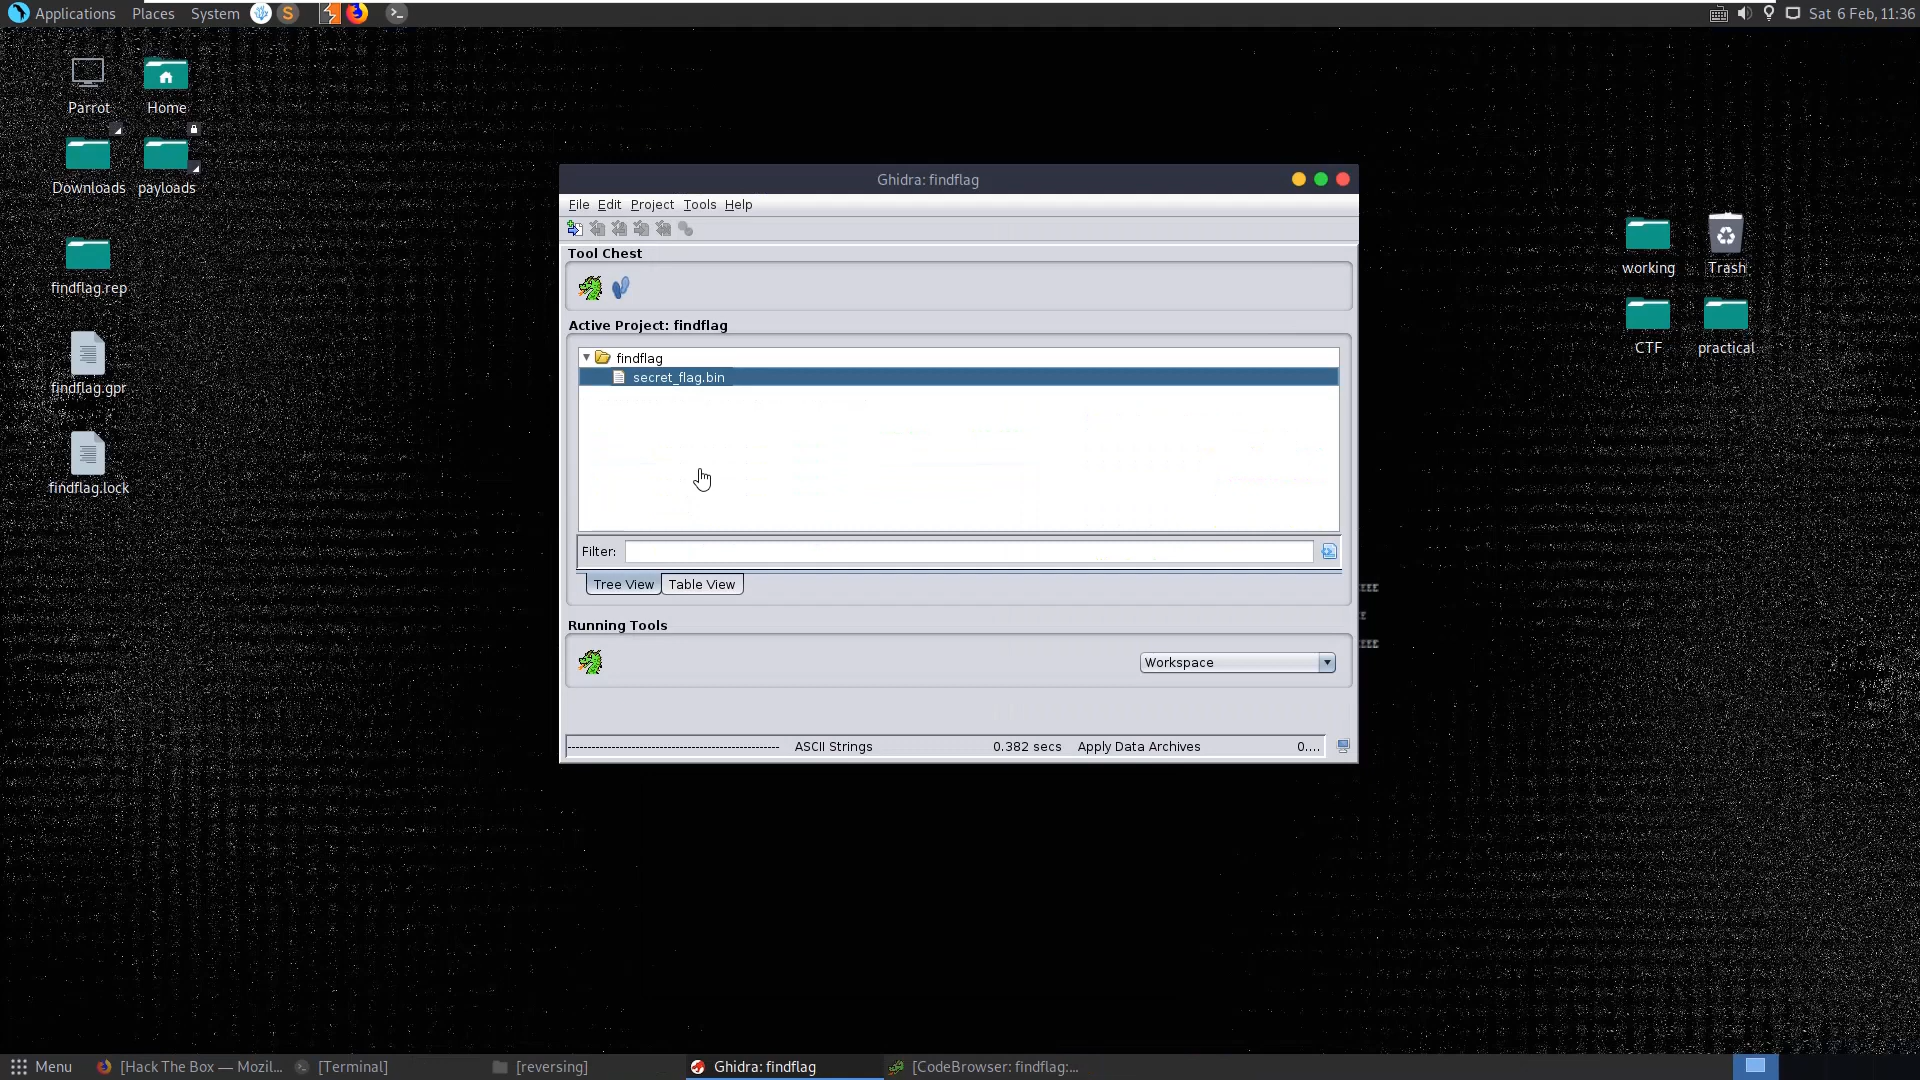 Applications Places System
Sat 6 Feb, 11:36
Parrot
Home
Downloads
payloads
findflag.rep
findflag.gpr
findflag.lock
working
Trash
CTF
practical
Ghidra: findflag
File Edit Project Tools Help
Tool Chest
Active Project: findflag
findflag
secret_flag.bin
Filter:
Tree View Table View
Running Tools
Workspace
ASCII Strings 0.382 secs Apply Data Archives 0....
Menu [Hack The Box — Mozil... [Terminal] [reversing] Ghidra: findflag [CodeBrowser: findflag:...